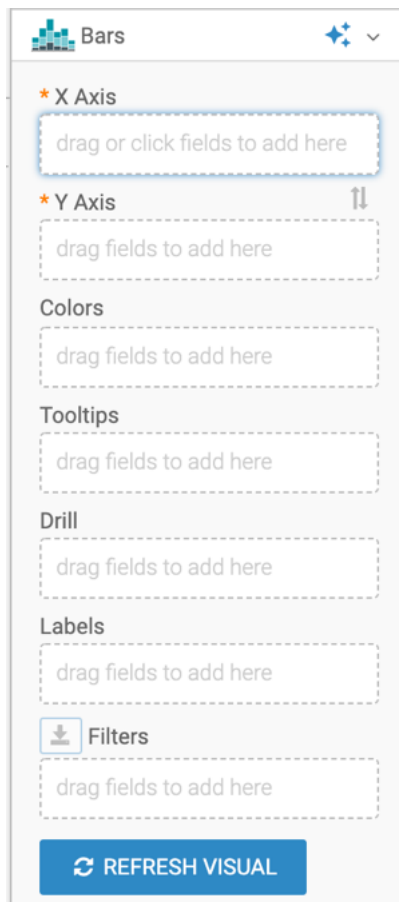 Bars
* X Axis
drag or click fields to add here
* Y Axis
drag fields to add here
Colors
drag fields to add here
Tooltips
drag fields to add here
Drill
drag fields to add here
Labels
drag fields to add here
Filters
drag fields to add here
REFRESH VISUAL